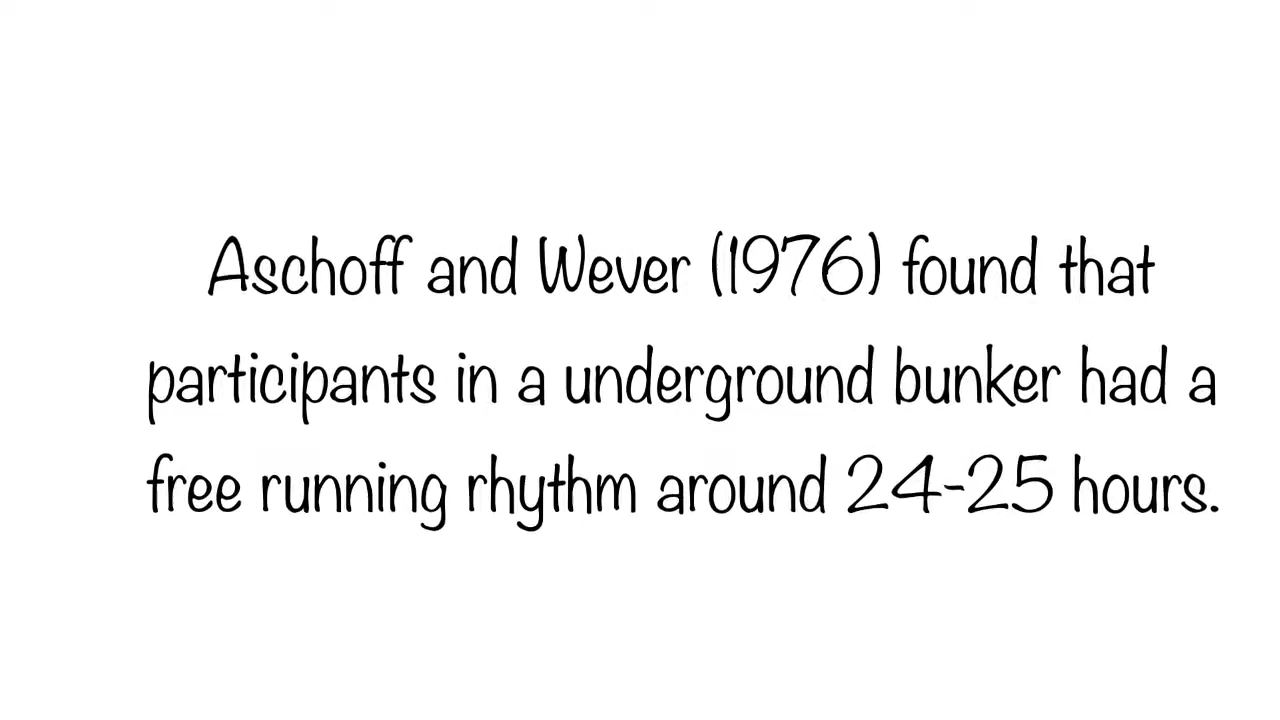 Aschoff and Wever (1976) found that
participants in a underground bunker had a
free running rhythm around 24-25 hours.